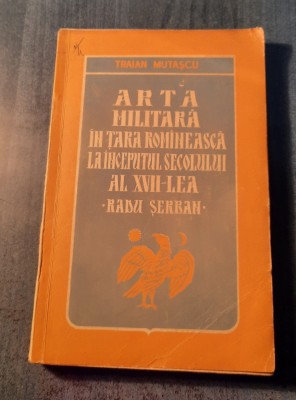 TRAIAN MUTAȘCU
ARTA
MILITARĂ
ÎN ȚARA ROMÎNEASCĂ
LA ÎNCEPUTUL SECOLULUI
AL XVII-LEA
·RADU ȘERBAN·